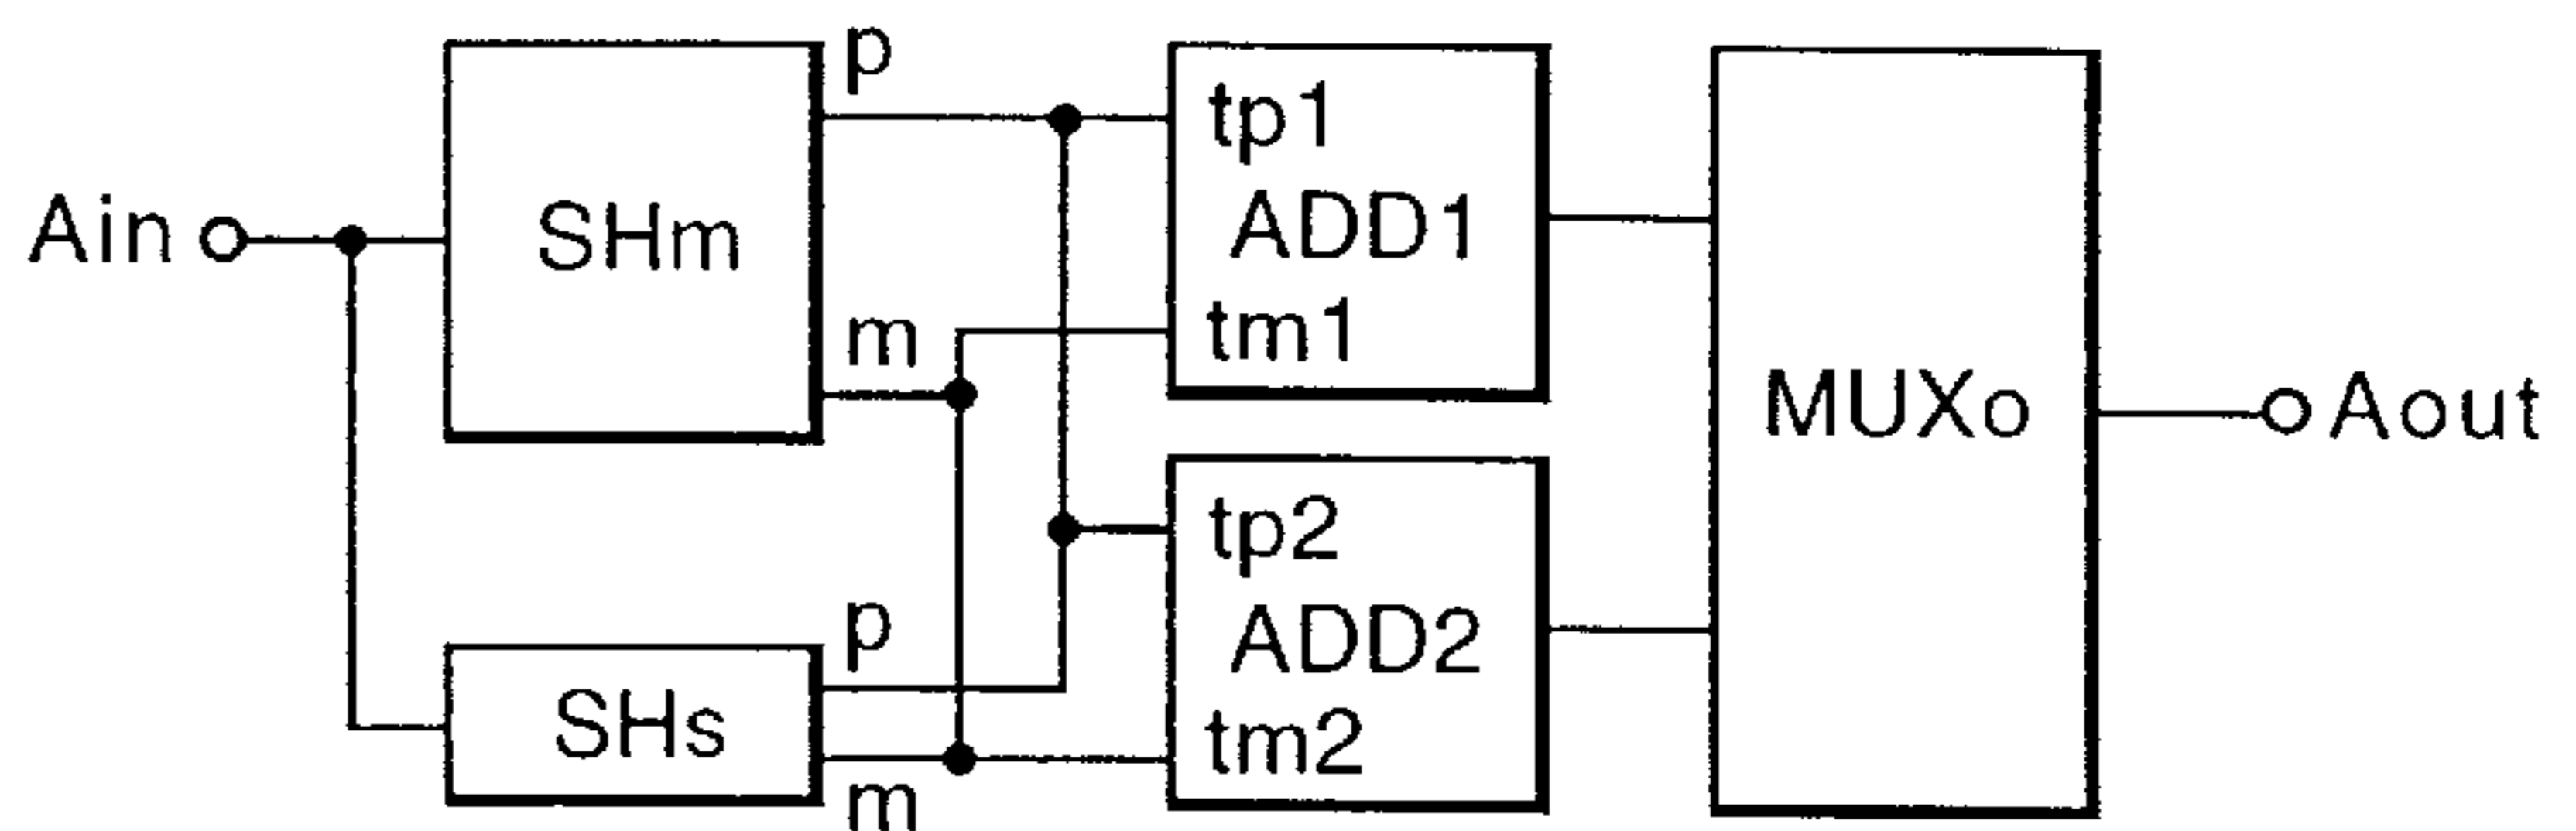 Ain
SHm
p
m
SHs
p
m
tp1
ADD1
tm1
tp2
ADD2
tm2
MUXo
Aout